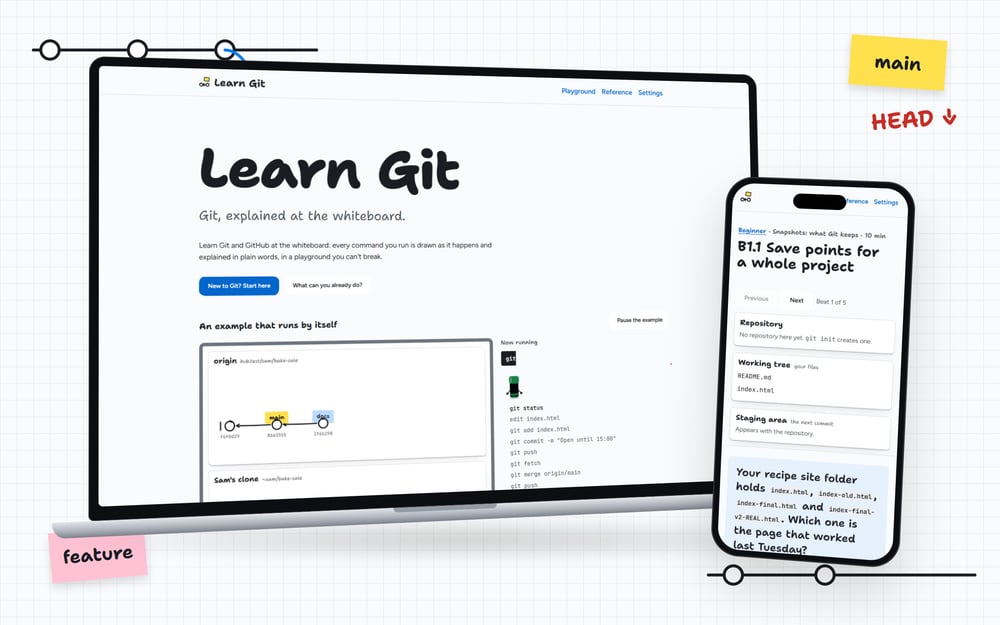 main
HEAD ↓
Learn Git
Playground Reference Settings
Learn Git
Git, explained at the whiteboard.
Learn Git and GitHub at the whiteboard: every command you run is drawn as it happens and
explained in plain words, in a playground you can't break.
New to Git? Start here
What can you already do?
An example that runs by itself
Pause the example
origin
main
docs
Sam's clone ~/sam/bake-sale
Now running
git
git status
edit index.html
git add index.html
git commit -m "Open until 15:00"
git push
git fetch
git merge origin/main
git push
feature
Settings
Beginner · Snapshots: what Git keeps · 10 min
B1.1 Save points for
a whole project
Previous
Next
Beat 1 of 5
Repository
No repository here yet. git init creates one.
Working tree your files
README.md
index.html
Staging area the next commit
Appears with the repository.
Your recipe site folder
holds index.html, index-old.html,
index-final.html and index-final-
v2-REAL.html. Which one is
the page that worked
last Tuesday?